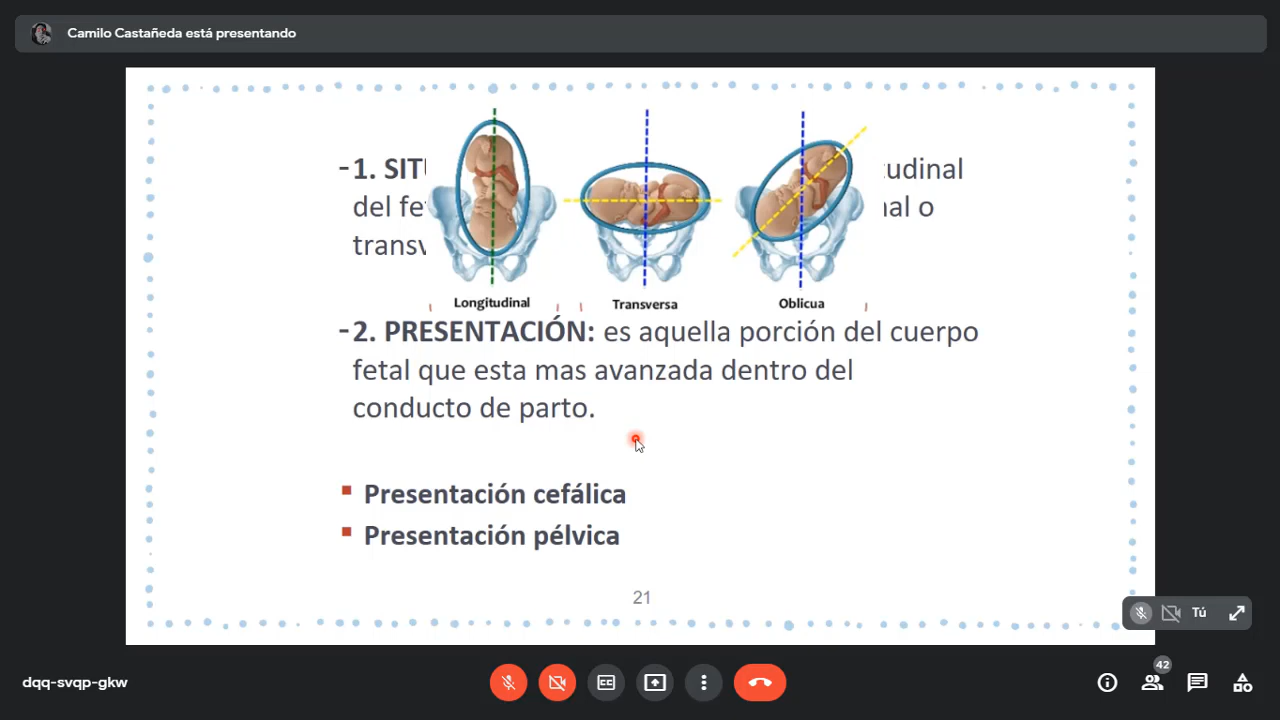 Camilo Castañeda está presentando
-1. SITU
tudinal
del fe
nal o
transv
Longitudinal
Transversa
Oblicua
-2. PRESENTACIÓN: es aquella porción del cuerpo
fetal que esta mas avanzada dentro del
conducto de parto.
▪ Presentación cefálica
▪ Presentación pélvica
21
Tú
dqq-svqp-gkw
CC
42